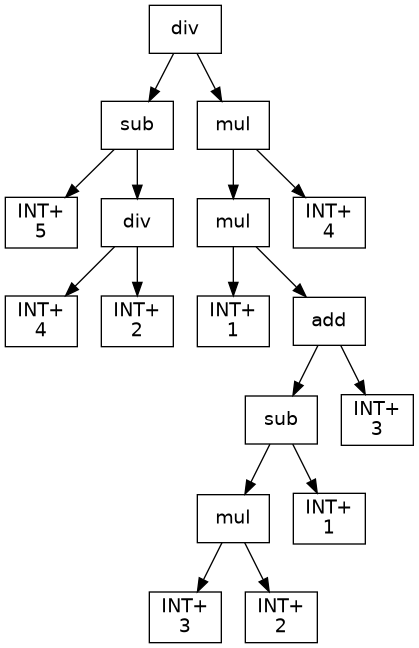 div
sub
mul
INT+
5
div
mul
INT+
4
INT+
4
INT+
2
INT+
1
add
sub
INT+
3
mul
INT+
1
INT+
3
INT+
2